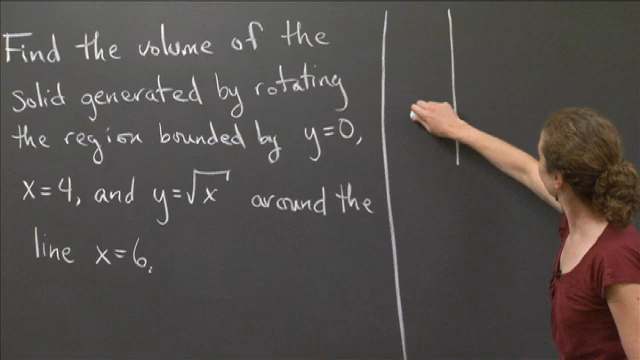 Find the volume of the
solid generated by rotating
the region bounded by y=0,
x=4, and y=√x around the
line x=6.